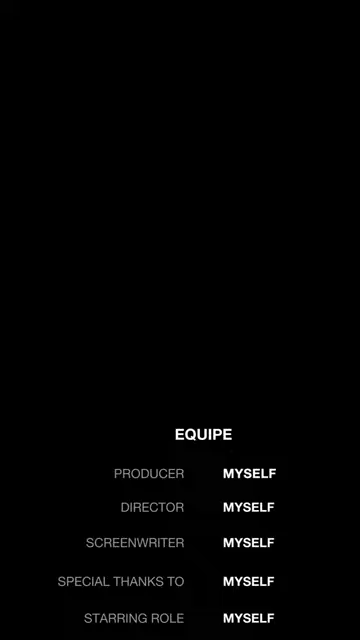 EQUIPE
PRODUCER MYSELF
DIRECTOR MYSELF
SCREENWRITER MYSELF
SPECIAL THANKS TO MYSELF
STARRING ROLE MYSELF